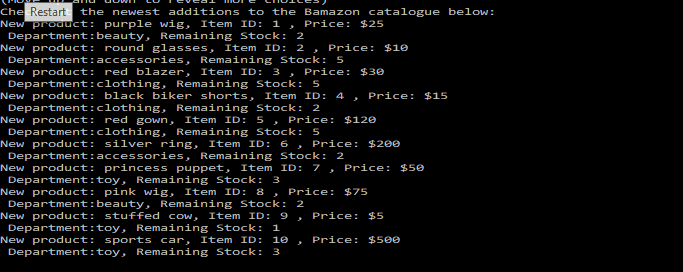 (Move up and down to reveal more choices)
Che Restart the newest additions to the Bamazon catalogue below:
New product: purple wig, Item ID: 1 , Price: $25
 Department:beauty, Remaining Stock: 2
New product: round glasses, Item ID: 2 , Price: $10
 Department:accessories, Remaining Stock: 5
New product: red blazer, Item ID: 3 , Price: $30
 Department:clothing, Remaining Stock: 5
New product: black biker shorts, Item ID: 4 , Price: $15
 Department:clothing, Remaining Stock: 2
New product: red gown, Item ID: 5 , Price: $120
 Department:clothing, Remaining Stock: 5
New product: silver ring, Item ID: 6 , Price: $200
 Department:accessories, Remaining Stock: 2
New product: princess puppet, Item ID: 7 , Price: $50
 Department:toy, Remaining Stock: 3
New product: pink wig, Item ID: 8 , Price: $75
 Department:beauty, Remaining Stock: 2
New product: stuffed cow, Item ID: 9 , Price: $5
 Department:toy, Remaining Stock: 1
New product: sports car, Item ID: 10 , Price: $500
 Department:toy, Remaining Stock: 3